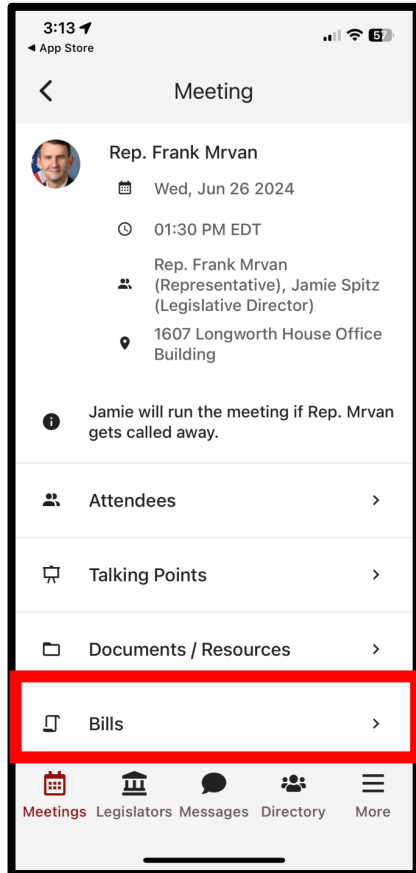 3:13
57
◀ App Store
Meeting
Rep. Frank Mrvan
Wed, Jun 26 2024
01:30 PM EDT
Rep. Frank Mrvan
(Representative), Jamie Spitz
(Legislative Director)
1607 Longworth House Office
Building
Jamie will run the meeting if Rep. Mrvan
gets called away.
Attendees
Talking Points
Documents / Resources
Bills
Meetings Legislators Messages Directory More